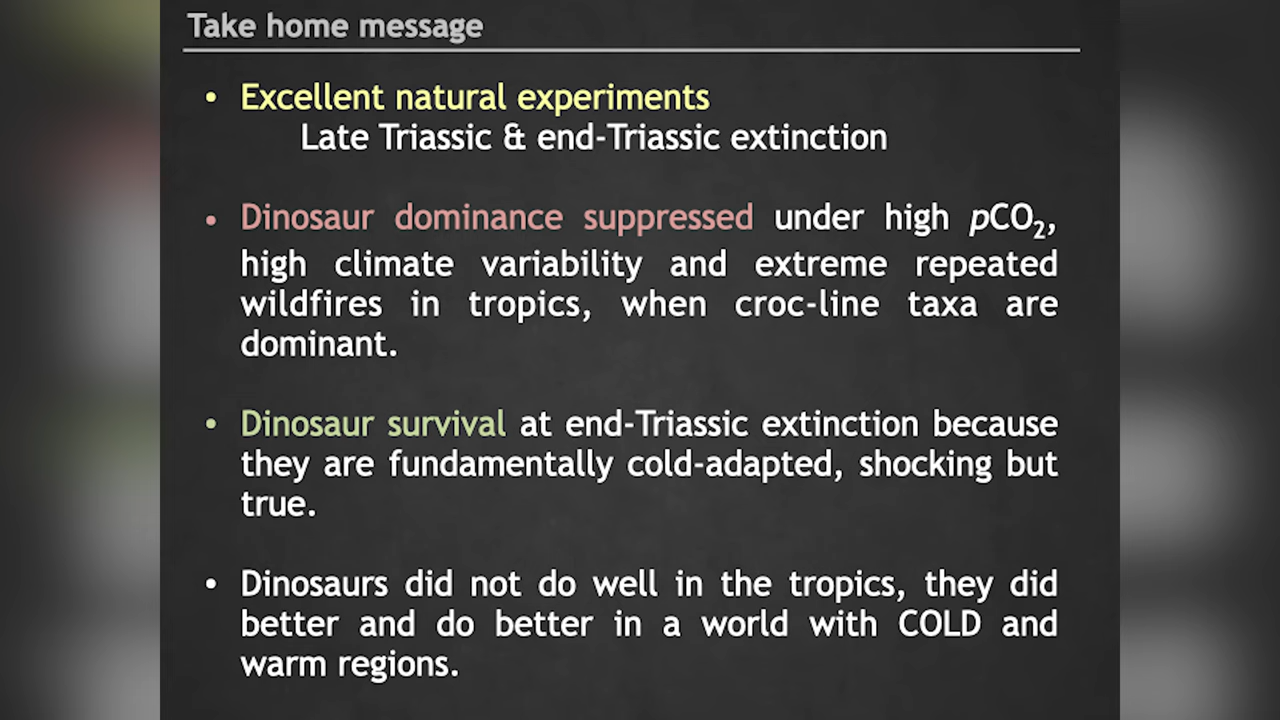 Take home message
• Excellent natural experiments
Late Triassic & end-Triassic extinction
• Dinosaur dominance suppressed under high pCO₂,
high climate variability and extreme repeated
wildfires in tropics, when croc-line taxa are
dominant.
• Dinosaur survival at end-Triassic extinction because
they are fundamentally cold-adapted, shocking but
true.
• Dinosaurs did not do well in the tropics, they did
better and do better in a world with COLD and
warm regions.